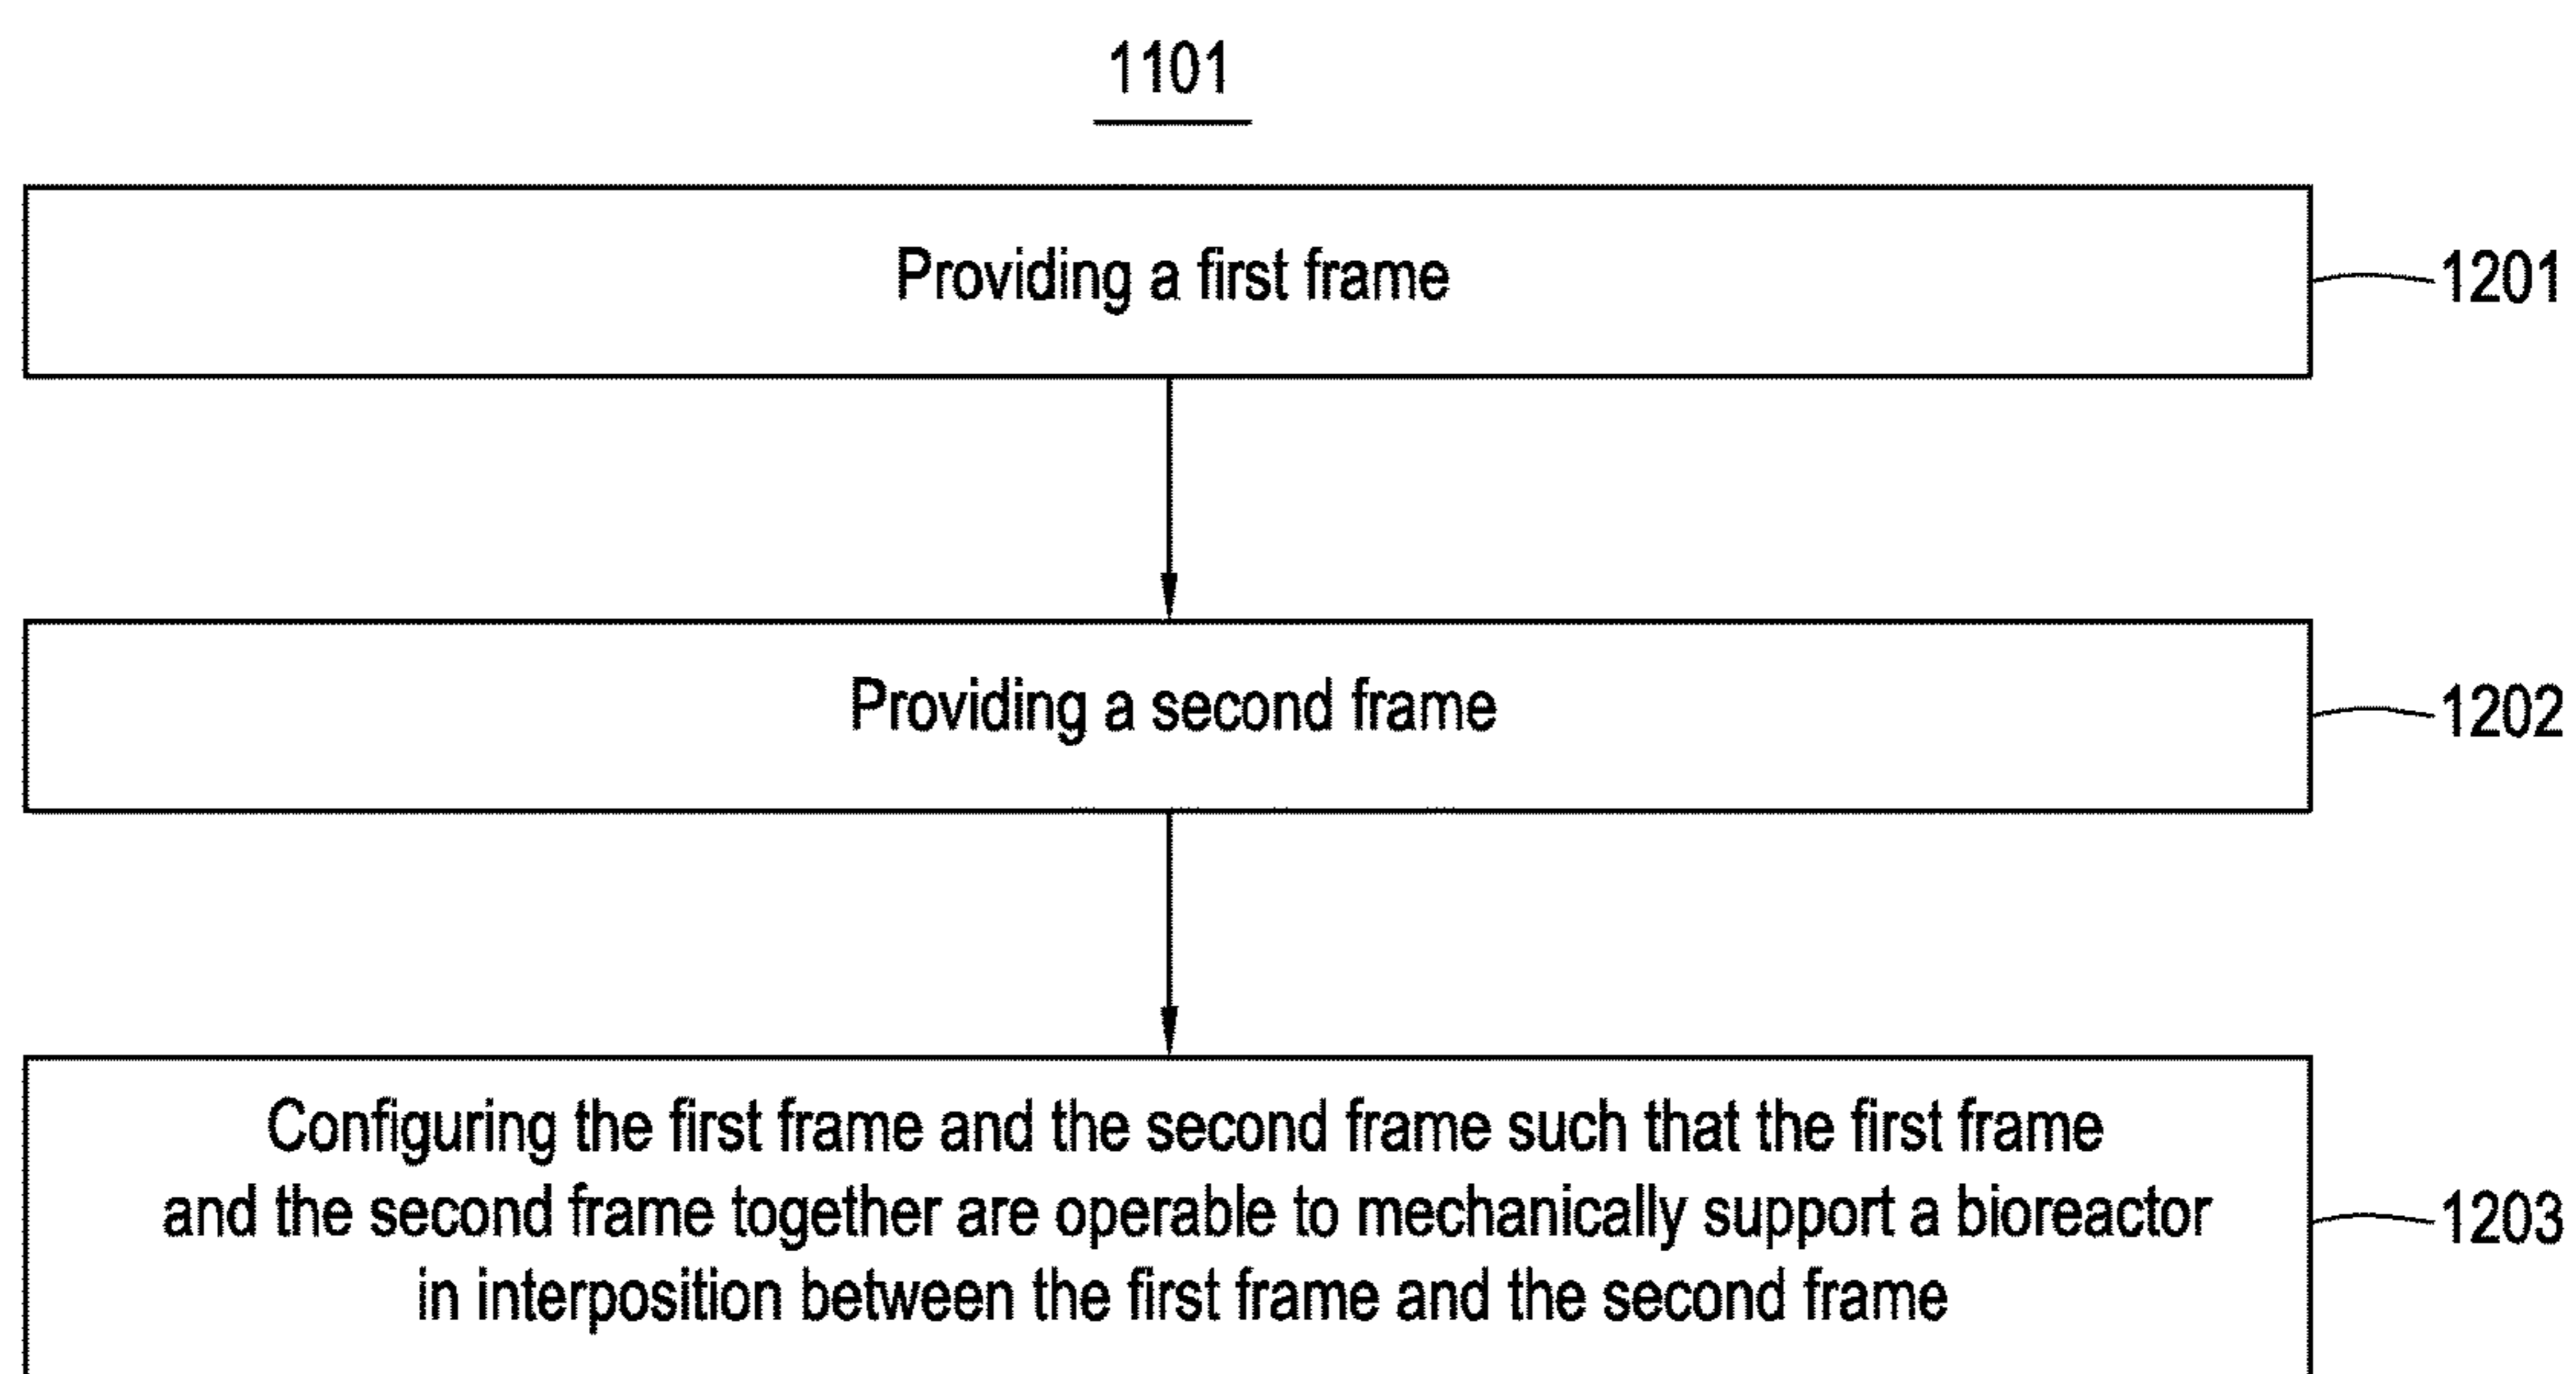 1101
Providing a first frame
1201
Providing a second frame
1202
Configuring the first frame and the second frame such that the first frame
and the second frame together are operable to mechanically support a bioreactor
in interposition between the first frame and the second frame
1203